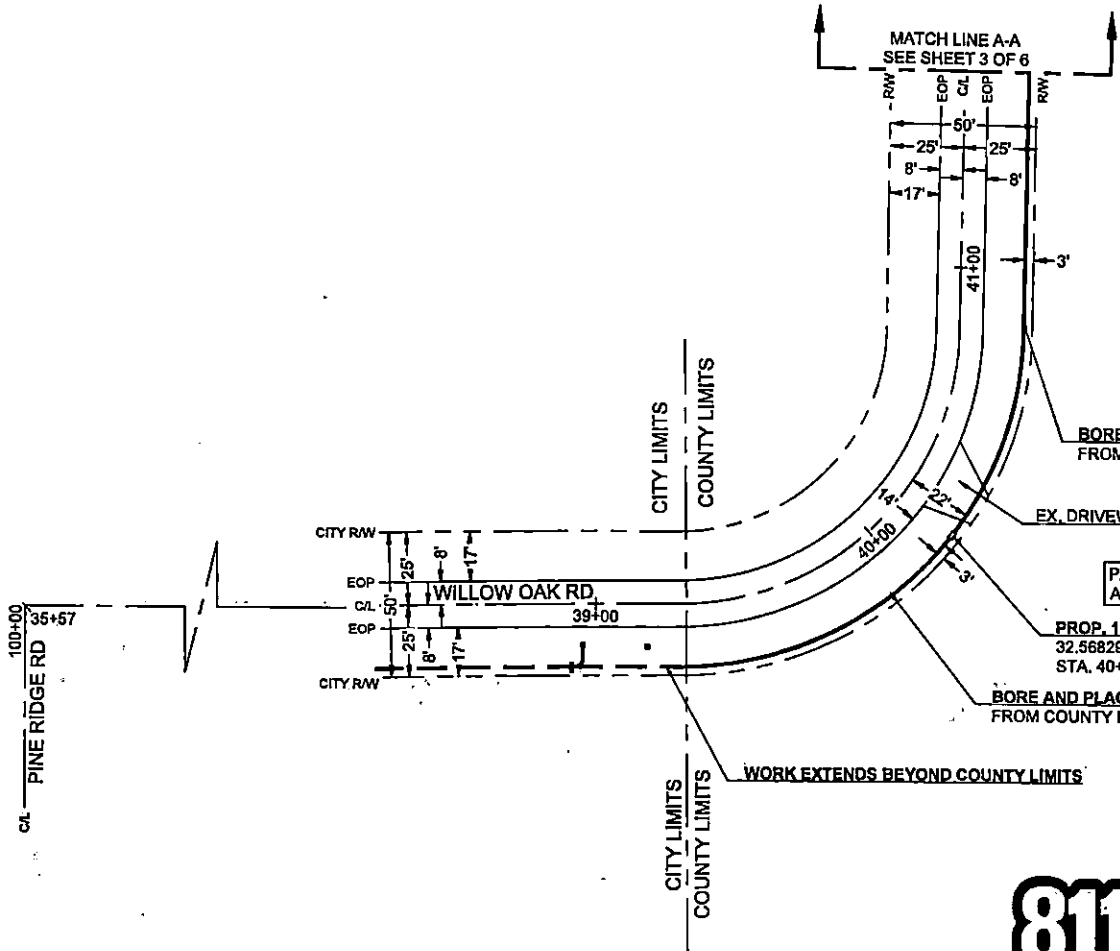 MATCH LINE A-A
SEE SHEET 3 OF 6
R/W
EOP
C/L
EOP
R/W
50'
25'
25'
8'
8'
17'
3'
41+00
CITY LIMITS
COUNTY LIMITS
BORE
FROM
14'
22'
EX. DRIVEW
40+00
3'
P
A
CITY R/W
8'
17'
25'
EOP
WILLOW OAK RD
C/L
50'
39+00
EOP
25'
8'
17'
CITY R/W
100+00
35+57
PINE RIDGE RD
C/L
PROP. 1
32.56829
STA. 40+
BORE AND PLAC
FROM COUNTY
WORK EXTENDS BEYOND COUNTY LIMITS
CITY LIMITS
COUNTY LIMITS
811